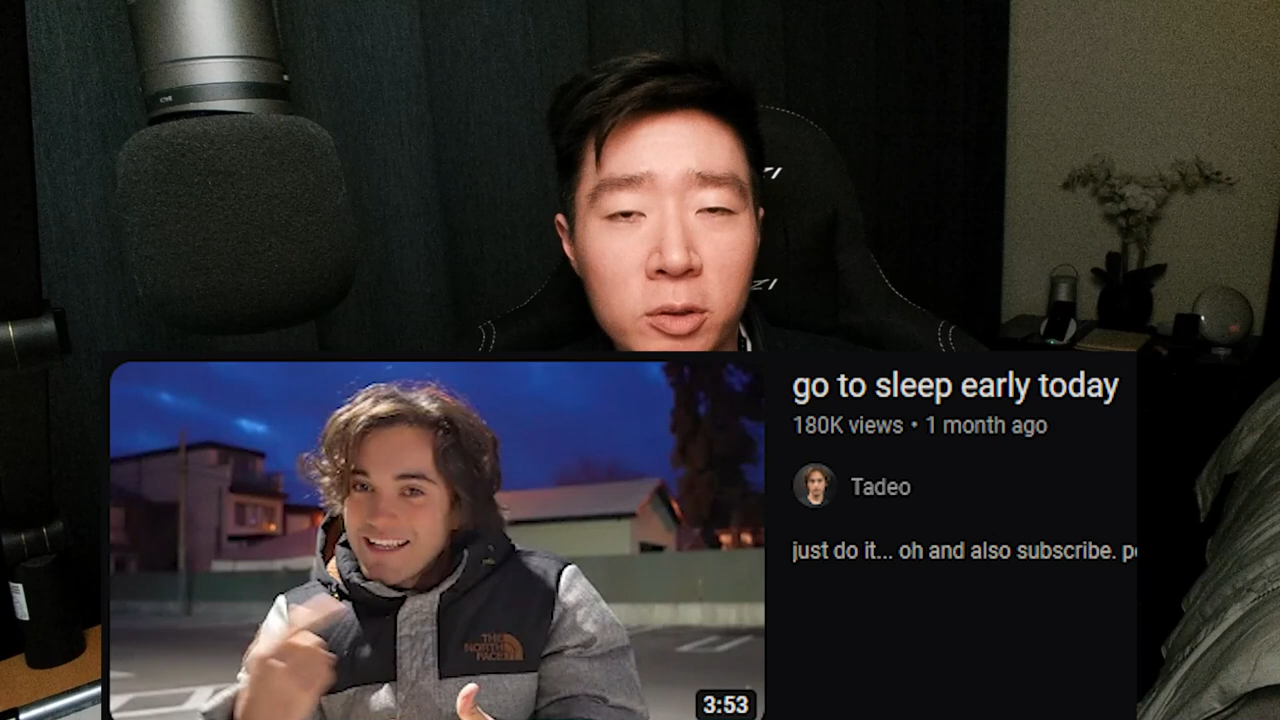 go to sleep early today
180K views • 1 month ago
Tadeo
just do it... oh and also subscribe.
THE
NORTH
FACE
3:53